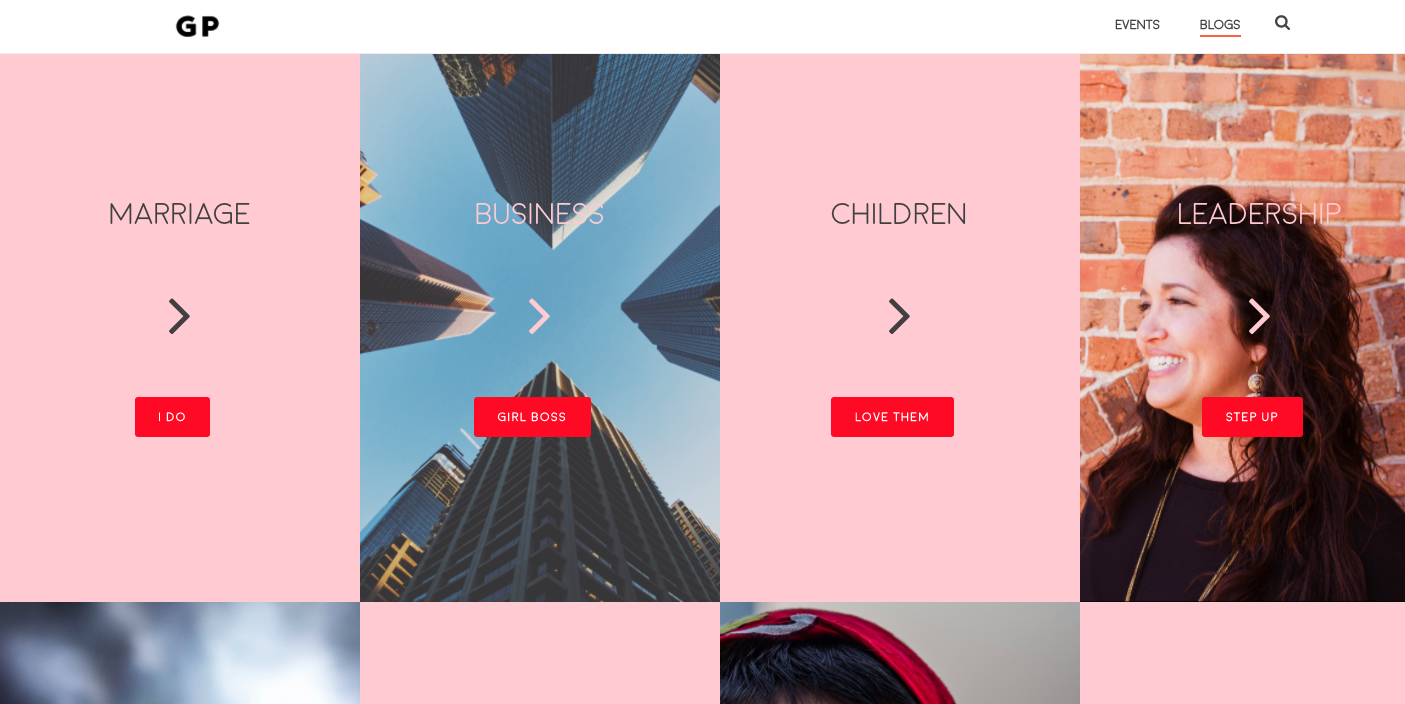 GP
EVENTS
BLOGS
MARRIAGE
BUSINESS
CHILDREN
LEADERSHIP
I DO
GIRL BOSS
LOVE THEM
STEP UP